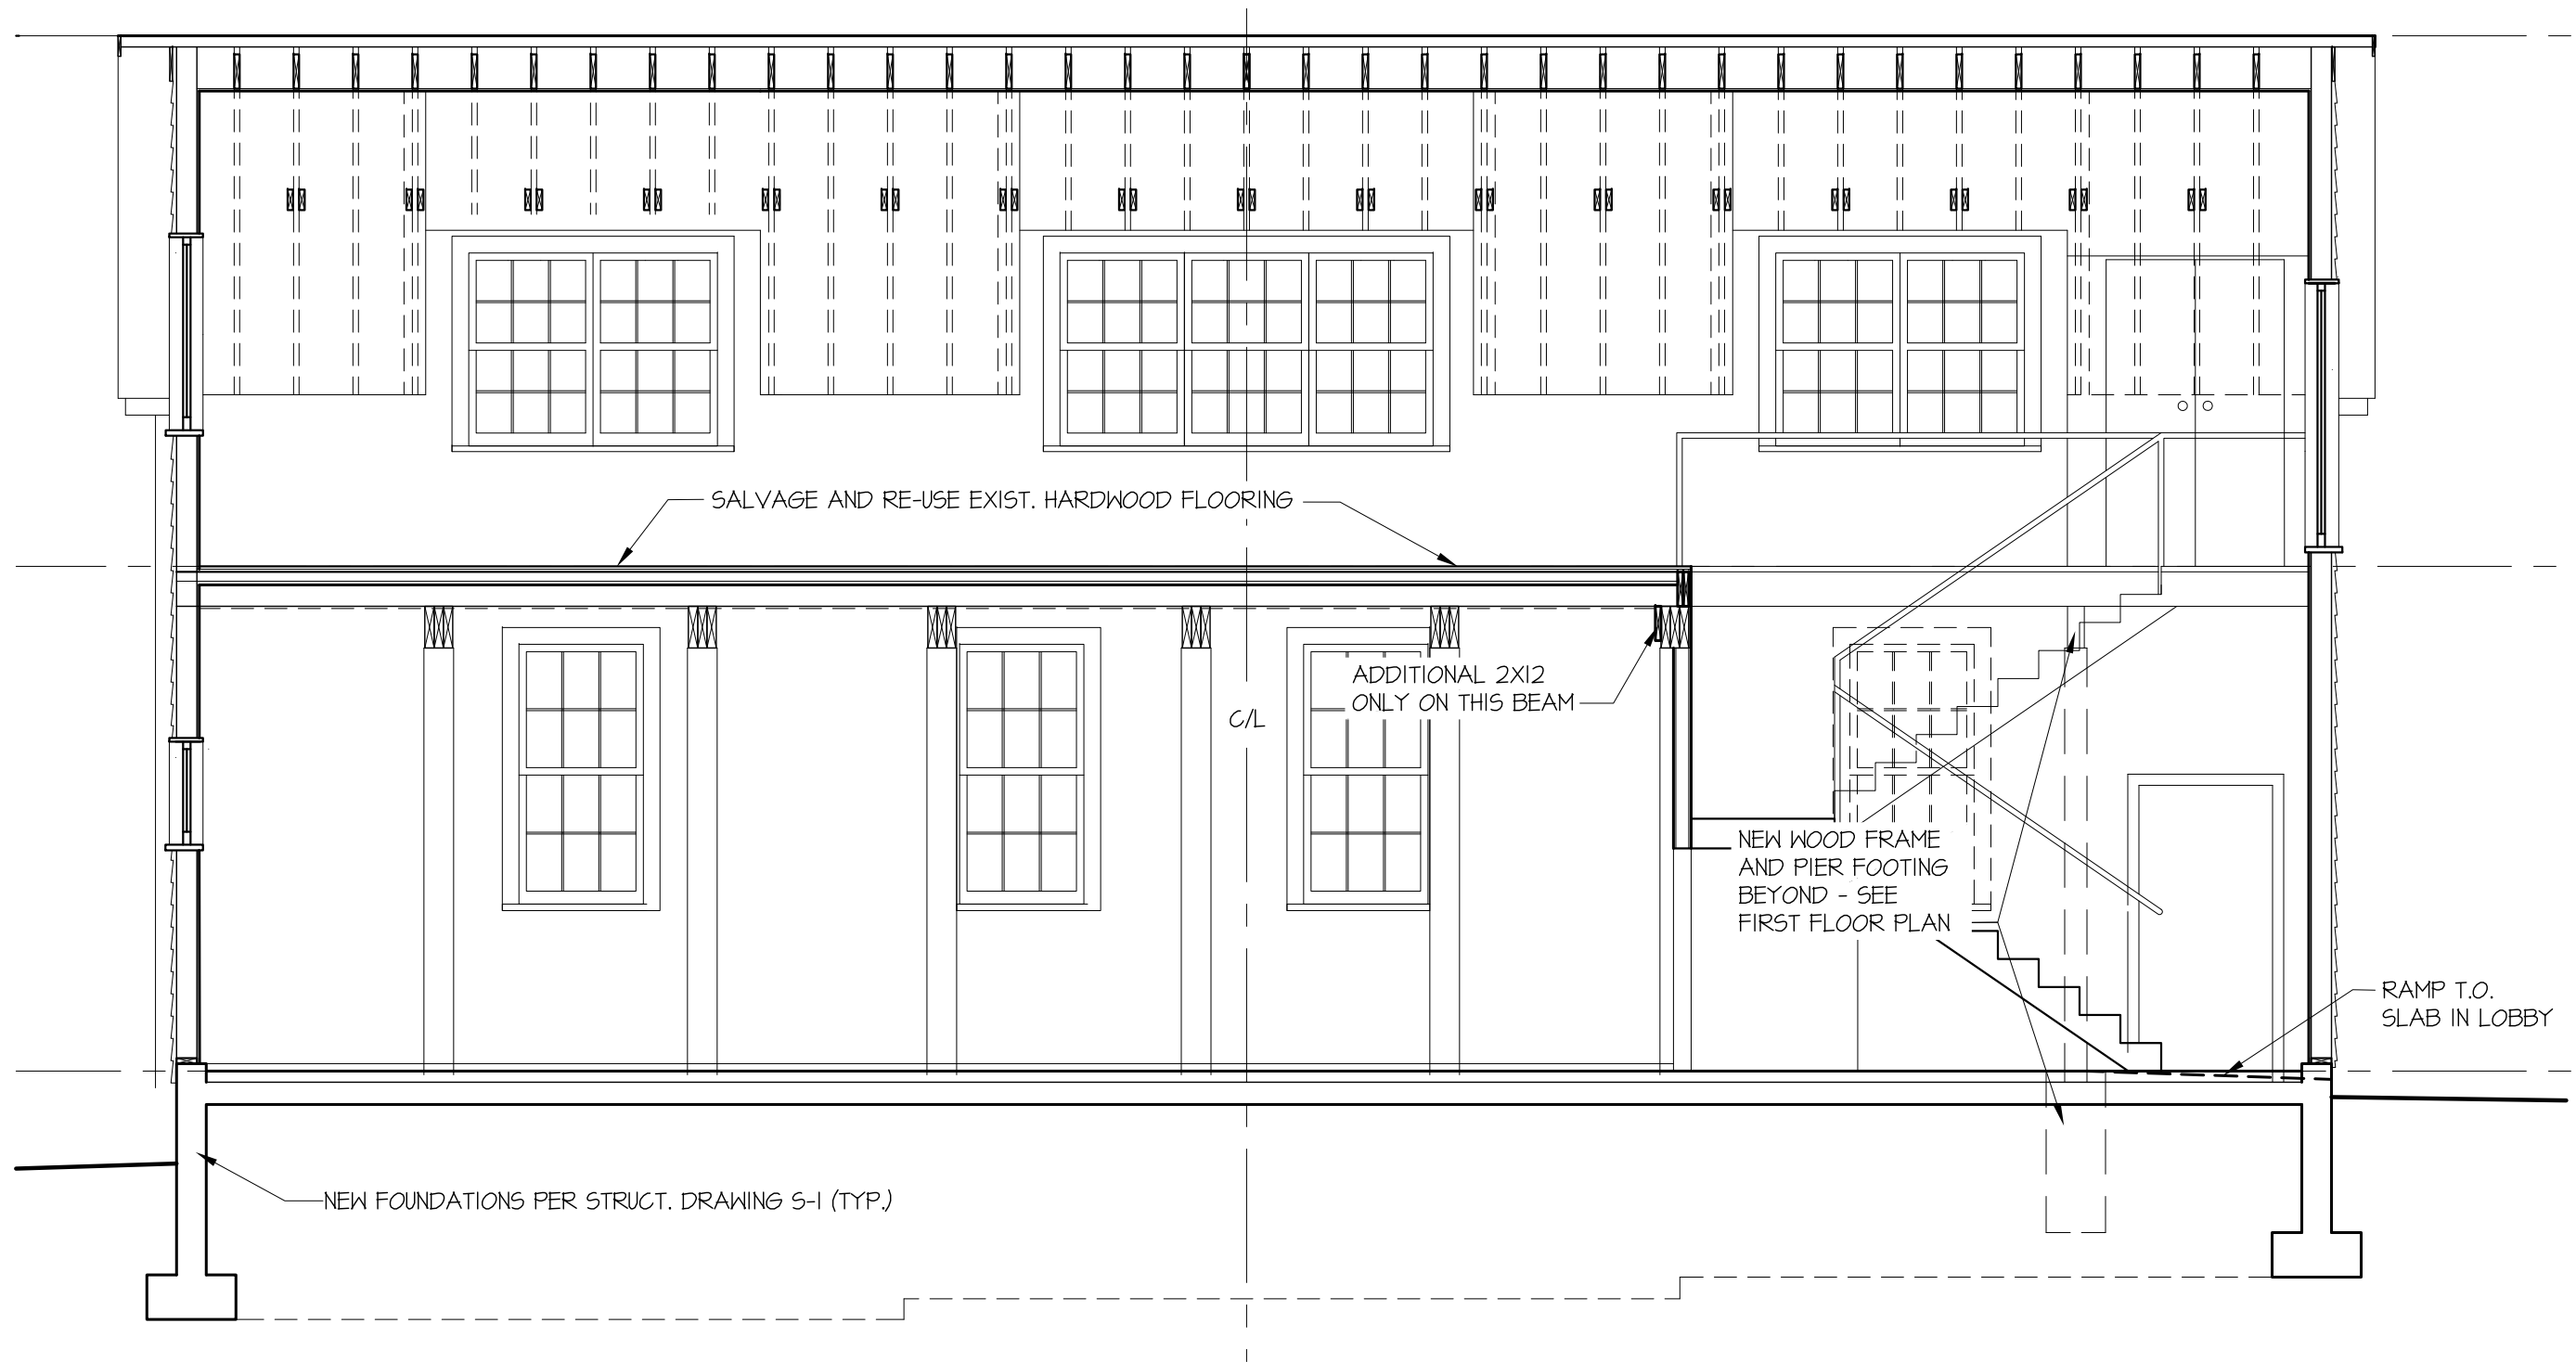 SALVAGE AND RE-USE EXIST. HARDWOOD FLOORING
ADDITIONAL 2X12
ONLY ON THIS BEAM
C/L
NEW WOOD FRAME
AND PIER FOOTING
BEYOND - SEE
FIRST FLOOR PLAN
RAMP T.O.
SLAB IN LOBBY
NEW FOUNDATIONS PER STRUCT. DRAWING S-1 (TYP.)